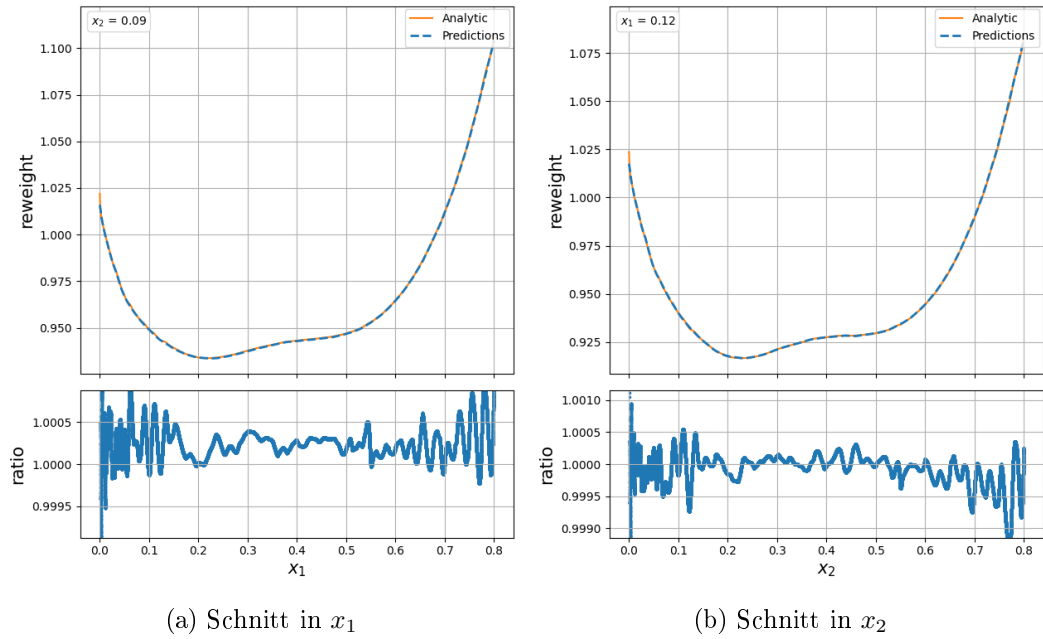 x₂ = 0.09
Analytic
Predictions
reweight
1.100
1.075
1.050
1.025
1.000
0.975
0.950
ratio
1.0005
1.0000
0.9995
0.0 0.1 0.2 0.3 0.4 0.5 0.6 0.7 0.8
x₁
(a) Schnitt in x₁
x₁ = 0.12
Analytic
Predictions
reweight
1.075
1.050
1.025
1.000
0.975
0.950
0.925
ratio
1.0010
1.0005
1.0000
0.9995
0.9990
0.0 0.1 0.2 0.3 0.4 0.5 0.6 0.7 0.8
x₂
(b) Schnitt in x₂